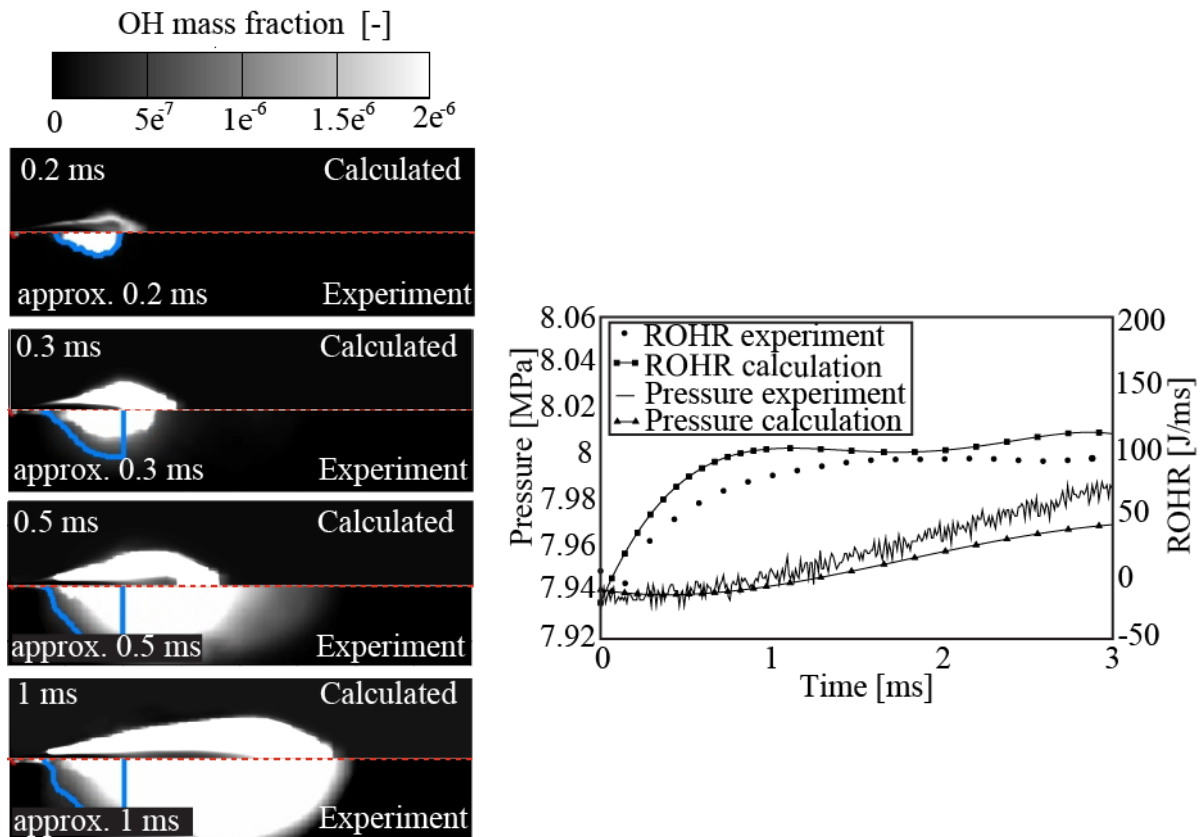 OH mass fraction [-]
0 5e-7 1e-6 1.5e-6 2e-6
0.2 ms Calculated
approx. 0.2 ms Experiment
0.3 ms Calculated
approx. 0.3 ms Experiment
0.5 ms Calculated
approx. 0.5 ms Experiment
1 ms Calculated
approx. 1 ms Experiment
Pressure [MPa]
8.06
8.04
8.02
8
7.98
7.96
7.94
7.92
ROHR experiment
ROHR calculation
Pressure experiment
Pressure calculation
200
150
100
50
0
-50
ROHR [J/ms]
0 1 2 3
Time [ms]